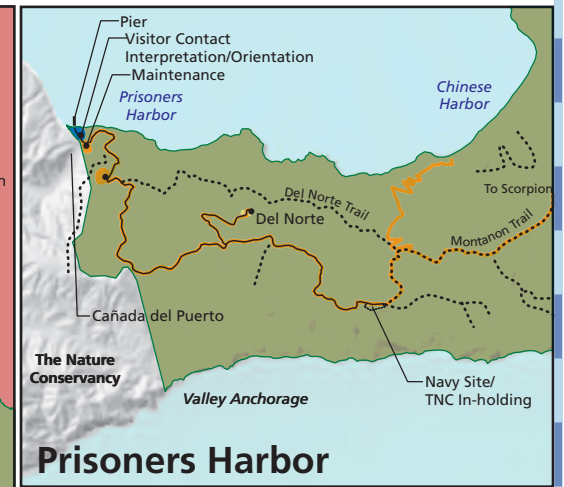 Pier
Visitor Contact
Interpretation/Orientation
Maintenance
Prisoners
Harbor
Chinese
Harbor
To Scorpion
Del Norte Trail
Montanon Trail
Del Norte
Cañada del Puerto
The Nature
Conservancy
Valley Anchorage
Navy Site/
TNC In-holding
Prisoners Harbor